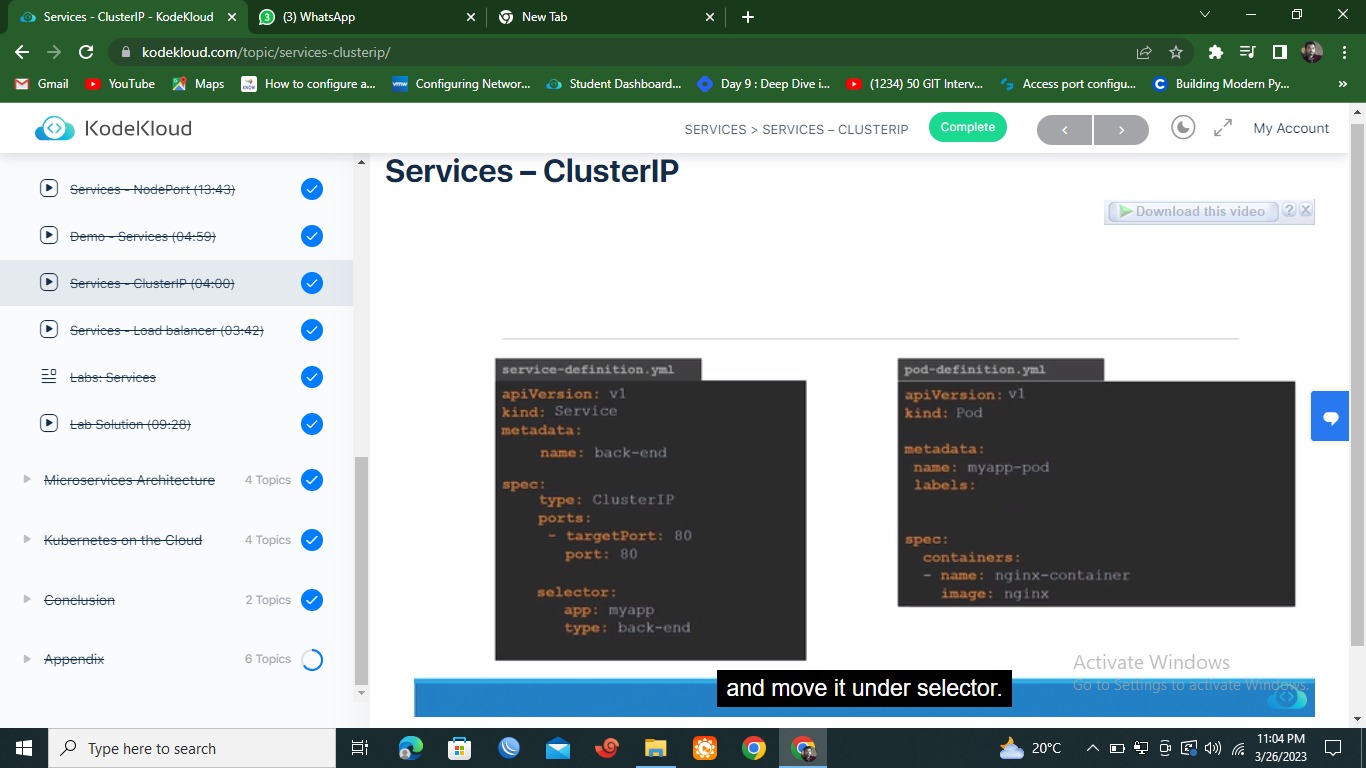 Services - ClusterIP - KodeKloud
3
(3) WhatsApp
New Tab
kodekloud.com/topic/services-clusterip/
Gmail
YouTube
Maps
How to configure a...
Configuring Networ...
Student Dashboard...
Day 9 : Deep Dive i...
(1234) 50 GIT Interv...
Access port configu...
Building Modern Py...
»
KodeKloud
SERVICES > SERVICES – CLUSTERIP
Complete
My Account
Services - NodePort (13:43)
Demo - Services (04:59)
Services - ClusterIP (04:00)
Services - Load balancer (03:42)
Labs: Services
Lab Solution (09:28)
Microservices Architecture 4 Topics
Kubernetes on the Cloud 4 Topics
Conclusion 2 Topics
Appendix 6 Topics
Services – ClusterIP
Download this video ? X
service-definition.yml
apiVersion: v1
kind: Service
metadata:
name: back-end
spec:
type: ClusterIP
ports:
- targetPort: 80
port: 80
selector:
app: myapp
type: back-end
pod-definition.yml
apiVersion: v1
kind: Pod
metadata:
name: myapp-pod
labels:
spec:
containers:
- name: nginx-container
image: nginx
and move it under selector.
Activate Windows
Go to Settings to activate Windows.
Type here to search
20°C
11:04 PM
3/26/2023